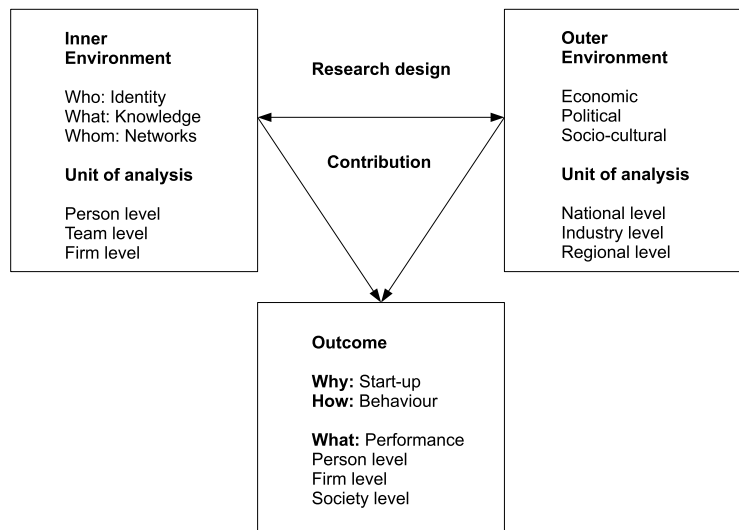 Inner
Environment
Who: Identity
What: Knowledge
Whom: Networks
Unit of analysis
Person level
Team level
Firm level
Research design
Contribution
Outer
Environment
Economic
Political
Socio-cultural
Unit of analysis
National level
Industry level
Regional level
Outcome
Why: Start-up
How: Behaviour
What: Performance
Person level
Firm level
Society level